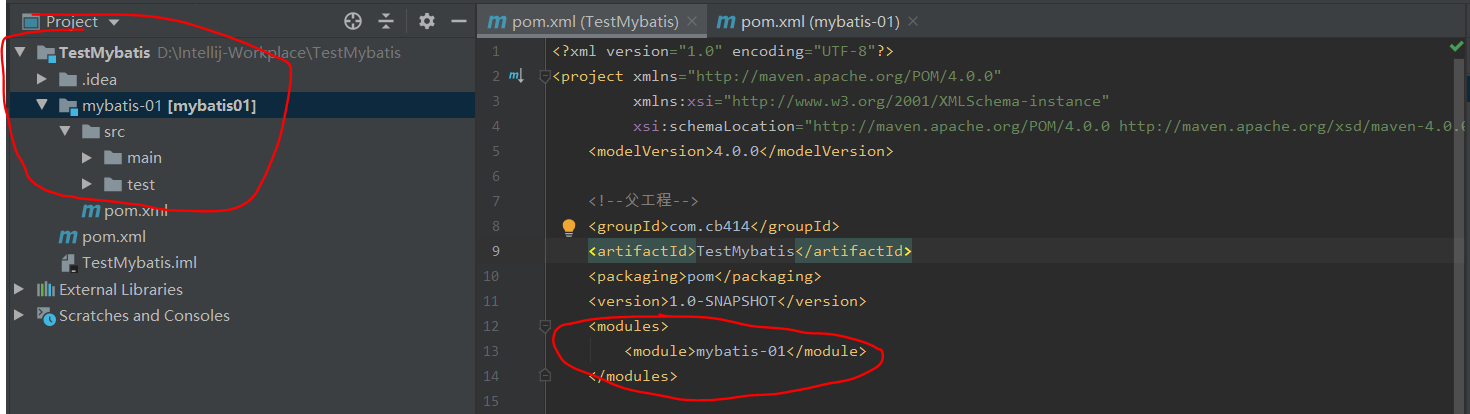 Project
TestMybatis D:\Intellij-Workplace\TestMybatis
.idea
mybatis-01 [mybatis01]
src
main
test
pom.xml
pom.xml
TestMybatis.iml
External Libraries
Scratches and Consoles
pom.xml (TestMybatis)
pom.xml (mybatis-01)
1 <?xml version="1.0" encoding="UTF-8"?>
2 <project xmlns="http://maven.apache.org/POM/4.0.0"
3 xmlns:xsi="http://www.w3.org/2001/XMLSchema-instance"
4 xsi:schemaLocation="http://maven.apache.org/POM/4.0.0 http://maven.apache.org/xsd/maven-4.0.0
5 <modelVersion>4.0.0</modelVersion>
6
7 <!--父工程-->
8 <groupId>com.cb414</groupId>
9 <artifactId>TestMybatis</artifactId>
10 <packaging>pom</packaging>
11 <version>1.0-SNAPSHOT</version>
12 <modules>
13 <module>mybatis-01</module>
14 </modules>
15